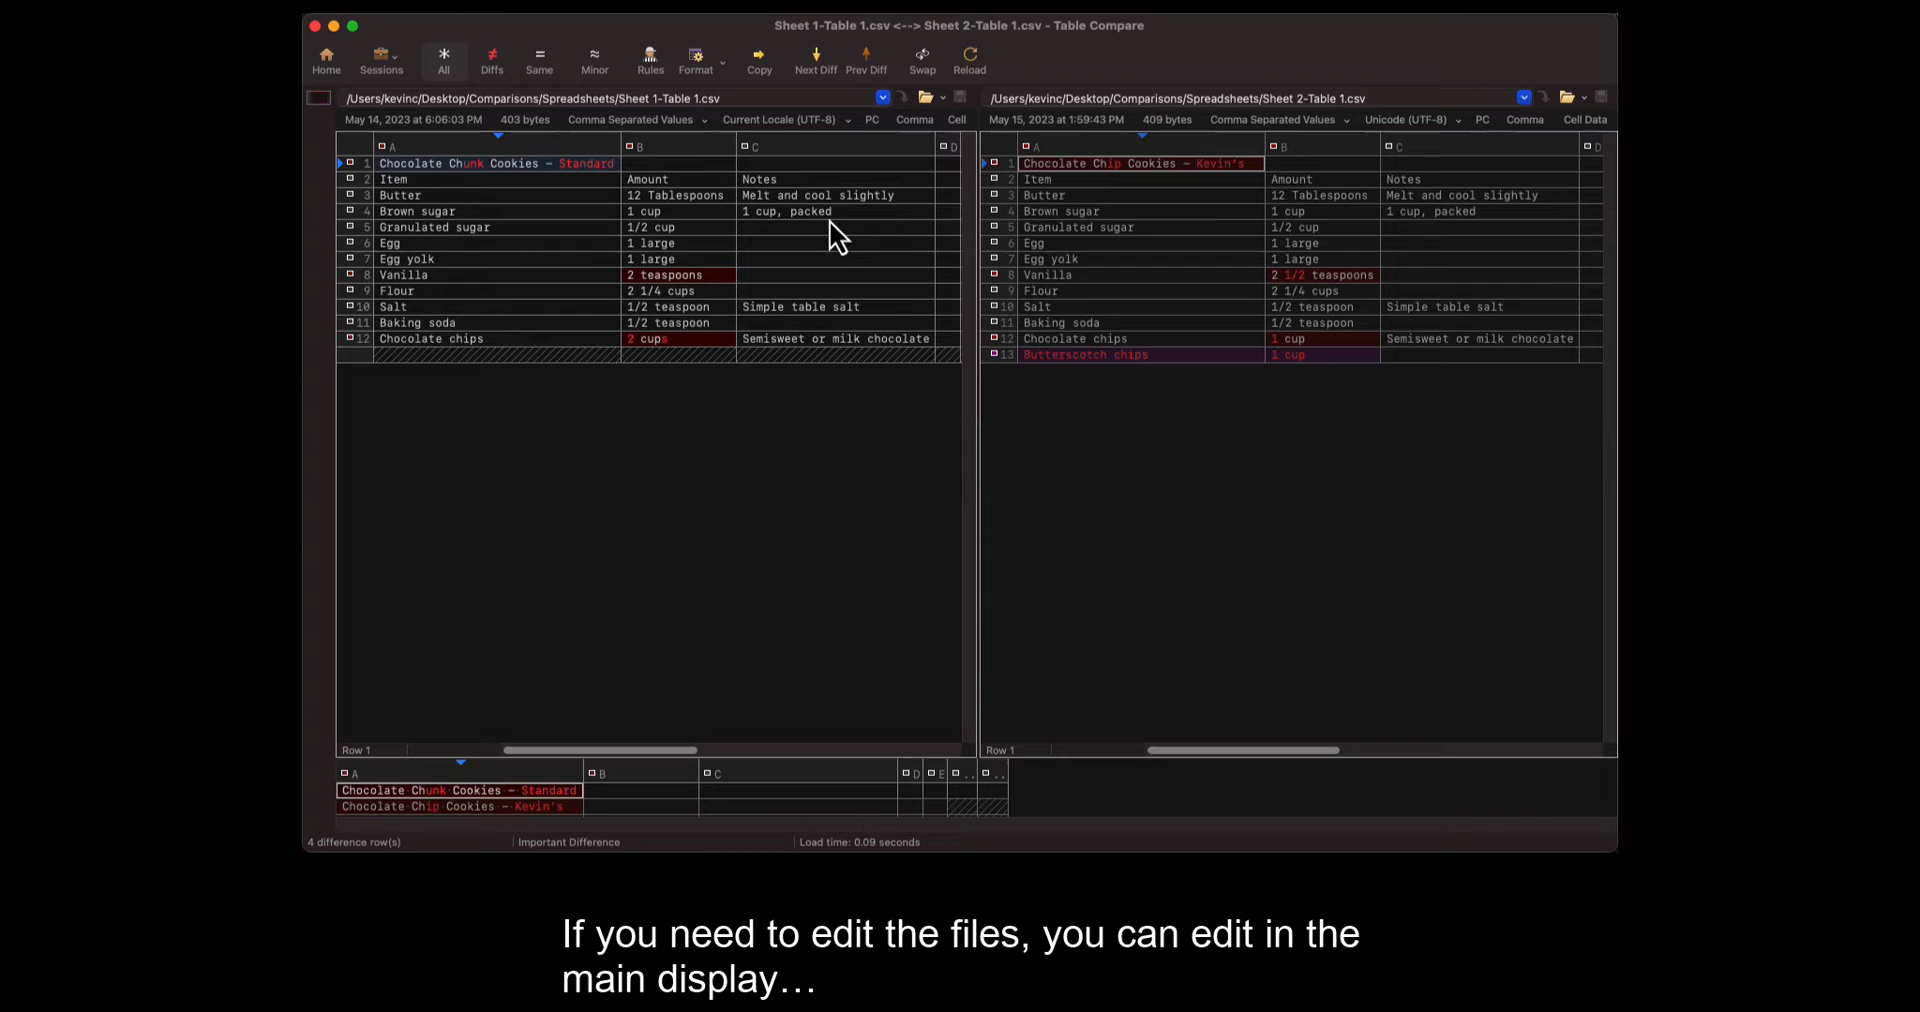 Sheet 1-Table 1.csv <--> Sheet 2-Table 1.csv - Table Compare
Home Sessions All Diffs Same Minor Rules Format Copy Next Diff Prev Diff Swap Reload
/Users/kevinc/Desktop/Comparisons/Spreadsheets/Sheet 1-Table 1.csv
May 14, 2023 at 6:06:03 PM 403 bytes Comma Separated Values Current Locale (UTF-8) PC Comma Cell
A B C D
1 Chocolate Chunk Cookies – Standard
2 Item Amount Notes
3 Butter 12 Tablespoons Melt and cool slightly
4 Brown sugar 1 cup 1 cup, packed
5 Granulated sugar 1/2 cup
6 Egg 1 large
7 Egg yolk 1 large
8 Vanilla 2 teaspoons
9 Flour 2 1/4 cups
10 Salt 1/2 teaspoon Simple table salt
11 Baking soda 1/2 teaspoon
12 Chocolate chips 2 cups Semisweet or milk chocolate
Row 1
/Users/kevinc/Desktop/Comparisons/Spreadsheets/Sheet 2-Table 1.csv
May 15, 2023 at 1:59:43 PM 409 bytes Comma Separated Values Unicode (UTF-8) PC Comma Cell Data
A B C D
1 Chocolate Chip Cookies – Kevin's
2 Item Amount Notes
3 Butter 12 Tablespoons Melt and cool slightly
4 Brown sugar 1 cup 1 cup, packed
5 Granulated sugar 1/2 cup
6 Egg 1 large
7 Egg yolk 1 large
8 Vanilla 2 1/2 teaspoons
9 Flour 2 1/4 cups
10 Salt 1/2 teaspoon Simple table salt
11 Baking soda 1/2 teaspoon
12 Chocolate chips 1 cup Semisweet or milk chocolate
13 Butterscotch chips 1 cup
Row 1
A B C D E .. ..
Chocolate·Chunk·Cookies·–·Standard
Chocolate·Chip·Cookies·–·Kevin's
4 difference row(s) Important Difference Load time: 0.09 seconds
If you need to edit the files, you can edit in the
main display…